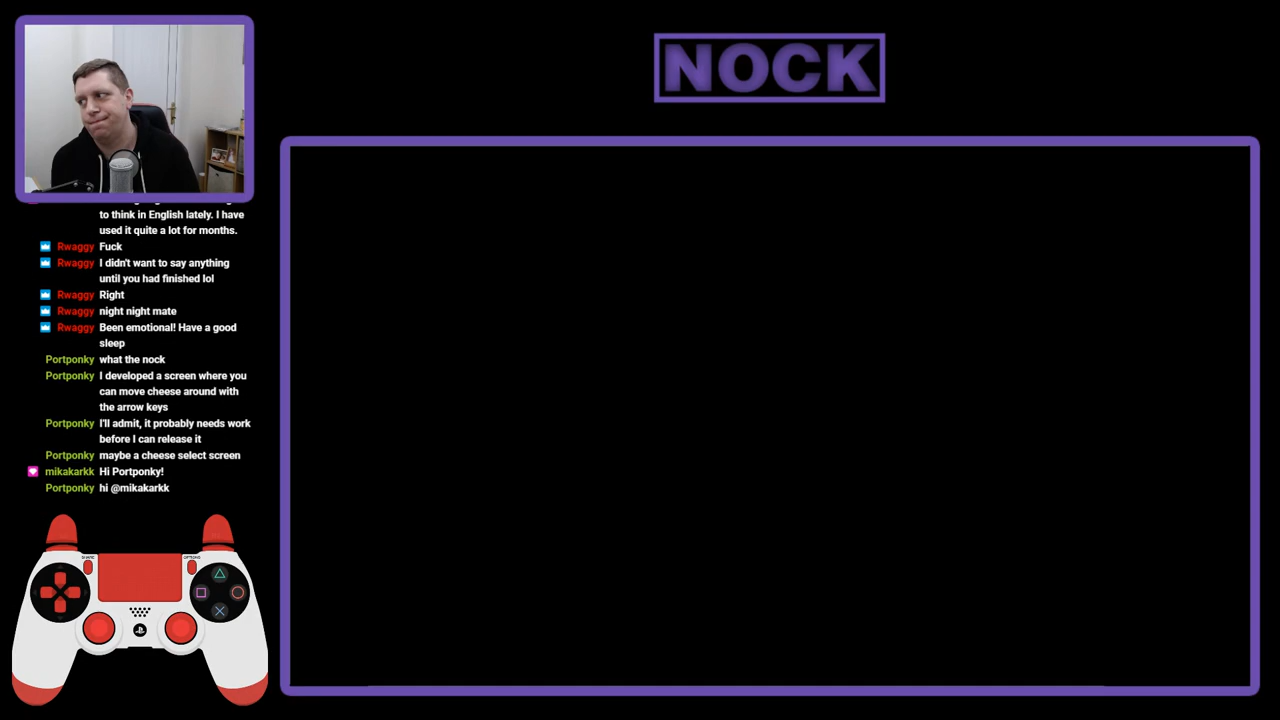 NOCK
to think in English lately. I have
used it quite a lot for months.
Rwaggy Fuck
Rwaggy I didn't want to say anything
until you had finished lol
Rwaggy Right
Rwaggy night night mate
Rwaggy Been emotional! Have a good
sleep
Portponky what the nock
Portponky I developed a screen where you
can move cheese around with
the arrow keys
Portponky I'll admit, it probably needs work
before I can release it
Portponky maybe a cheese select screen
mikakarkk Hi Portponky!
Portponky hi @mikakarkk
SHARE
OPTIONS